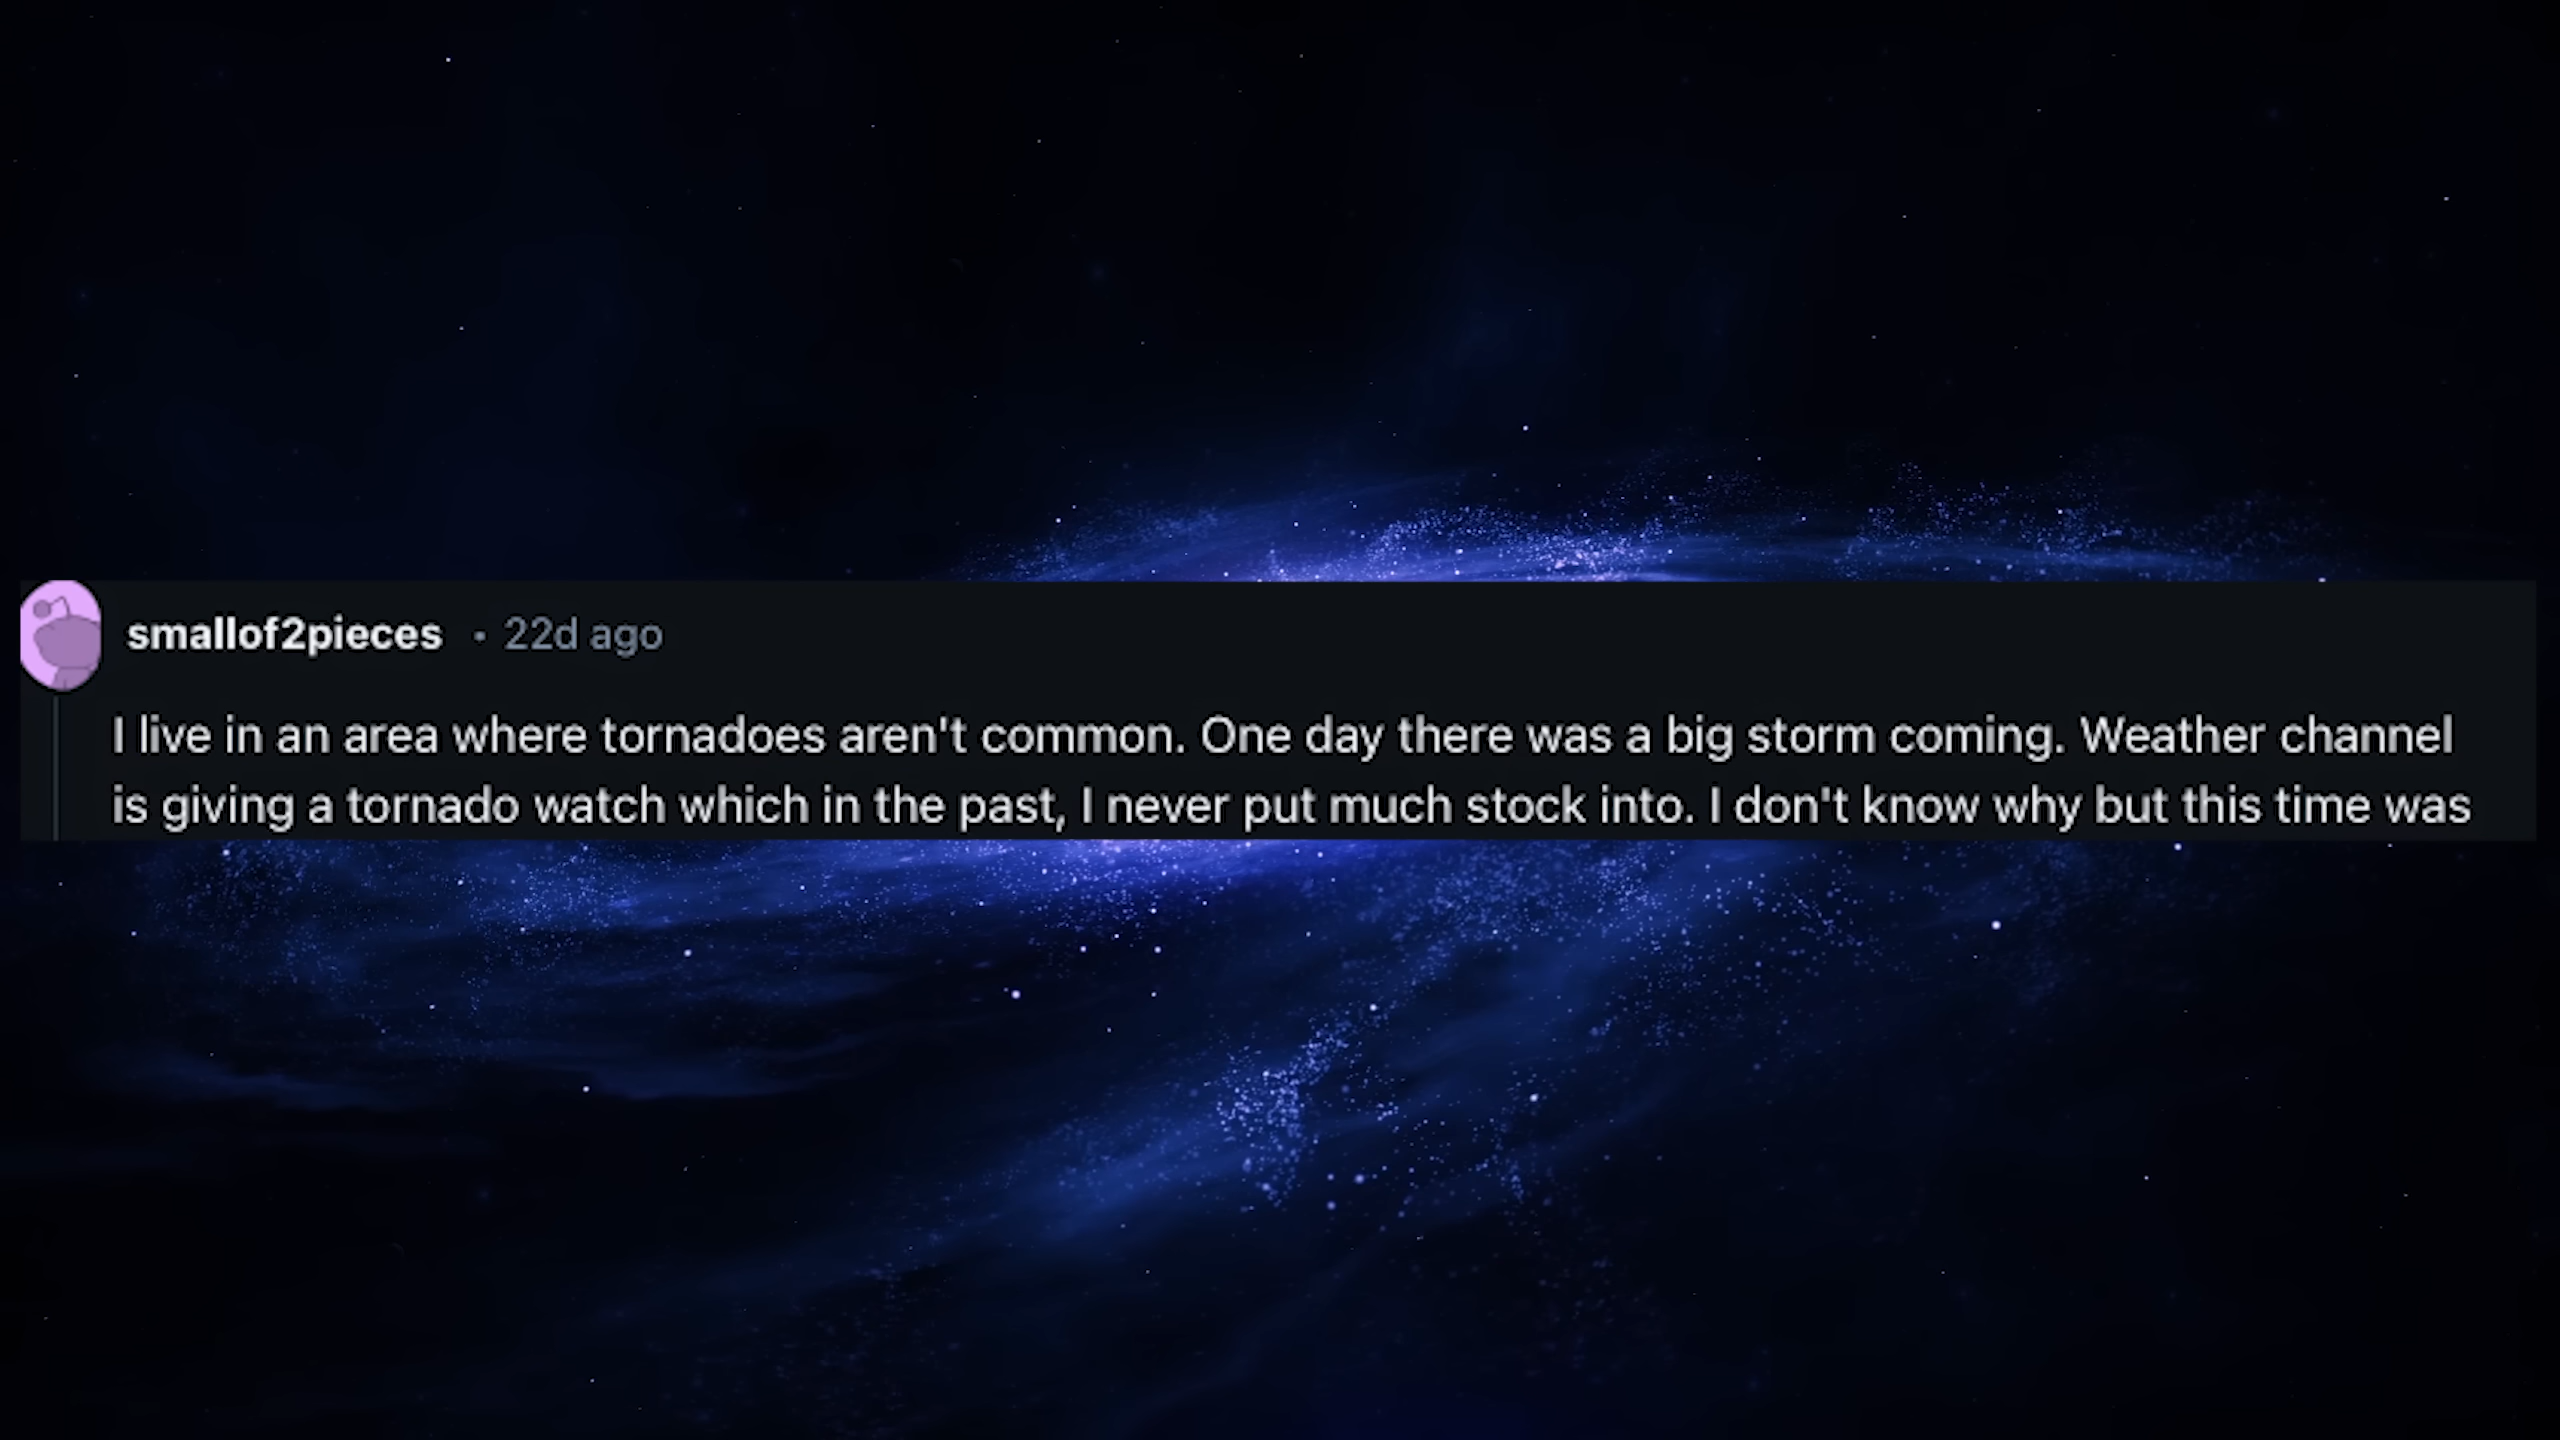 smallof2pieces • 22d ago
I live in an area where tornadoes aren't common. One day there was a big storm coming. Weather channel
is giving a tornado watch which in the past, I never put much stock into. I don't know why but this time was